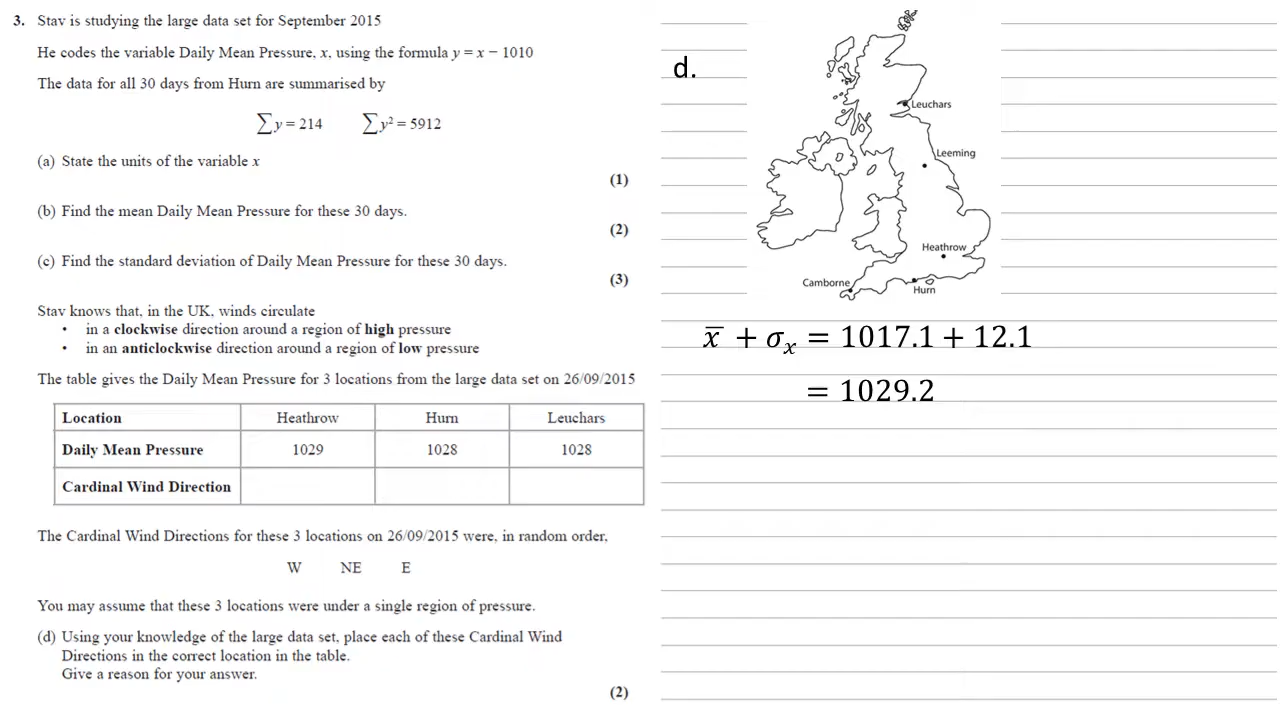 3. Stav is studying the large data set for September 2015
He codes the variable Daily Mean Pressure, x, using the formula y = x − 1010
The data for all 30 days from Hurn are summarised by
∑y = 214 ∑y² = 5912
(a) State the units of the variable x
(1)
(b) Find the mean Daily Mean Pressure for these 30 days.
(2)
(c) Find the standard deviation of Daily Mean Pressure for these 30 days.
(3)
Stav knows that, in the UK, winds circulate
• in a clockwise direction around a region of high pressure
• in an anticlockwise direction around a region of low pressure
The table gives the Daily Mean Pressure for 3 locations from the large data set on 26/09/2015
Location Heathrow Hurn Leuchars
Daily Mean Pressure 1029 1028 1028
Cardinal Wind Direction
The Cardinal Wind Directions for these 3 locations on 26/09/2015 were, in random order,
W NE E
You may assume that these 3 locations were under a single region of pressure.
(d) Using your knowledge of the large data set, place each of these Cardinal Wind
Directions in the correct location in the table.
Give a reason for your answer.
(2)
d.
Leuchars
Leeming
Heathrow
Camborne
Hurn
x̅ + σₓ = 1017.1 + 12.1
= 1029.2